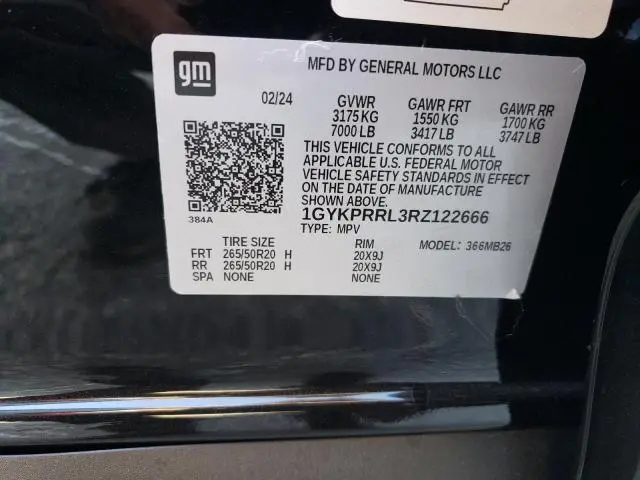 gm
MFD BY GENERAL MOTORS LLC
02/24 GVWR GAWR FRT GAWR RR
3175 KG 1550 KG 1700 KG
7000 LB 3417 LB 3747 LB
THIS VEHICLE CONFORMS TO ALL
APPLICABLE U.S. FEDERAL MOTOR
VEHICLE SAFETY STANDARDS IN EFFECT
ON THE DATE OF MANUFACTURE
SHOWN ABOVE.
384A 1GYKPRRL3RZ122666
TYPE: MPV MODEL: 366MB26
TIRE SIZE RIM
FRT 265/50R20 H 20X9J
RR 265/50R20 H 20X9J
SPA NONE NONE